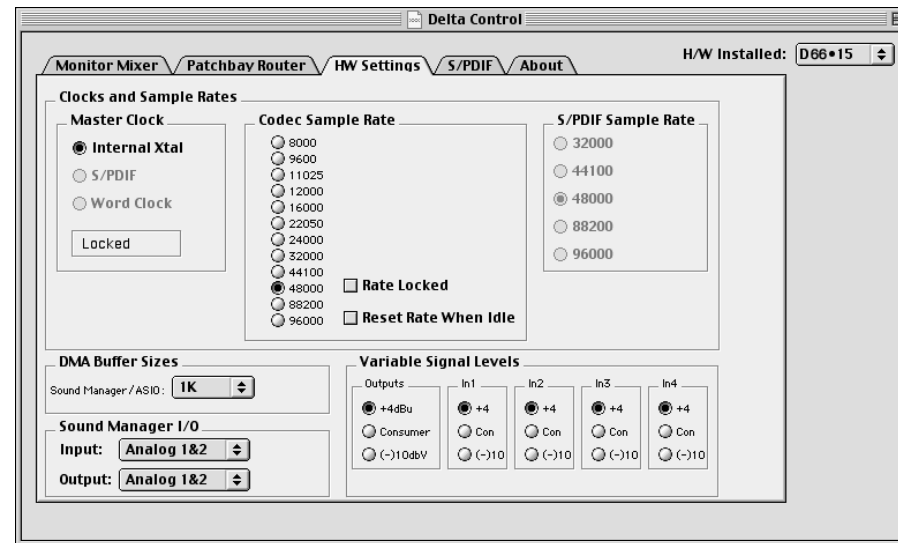 Delta Control
H/W Installed: D66•15
Monitor Mixer Patchbay Router HW Settings S/PDIF About
Clocks and Sample Rates
Master Clock
Internal Xtal
S/PDIF
Word Clock
Locked
Codec Sample Rate
8000
9600
11025
12000
16000
22050
24000
32000
44100
48000
88200
96000
Rate Locked
Reset Rate When Idle
S/PDIF Sample Rate
32000
44100
48000
88200
96000
DMA Buffer Sizes
Sound Manager/ASIO: 1K
Sound Manager I/O
Input: Analog 1&2
Output: Analog 1&2
Variable Signal Levels
Outputs
+4dBu
Consumer
(-)10dbV
In1
+4
Con
(-)10
In2
+4
Con
(-)10
In3
+4
Con
(-)10
In4
+4
Con
(-)10